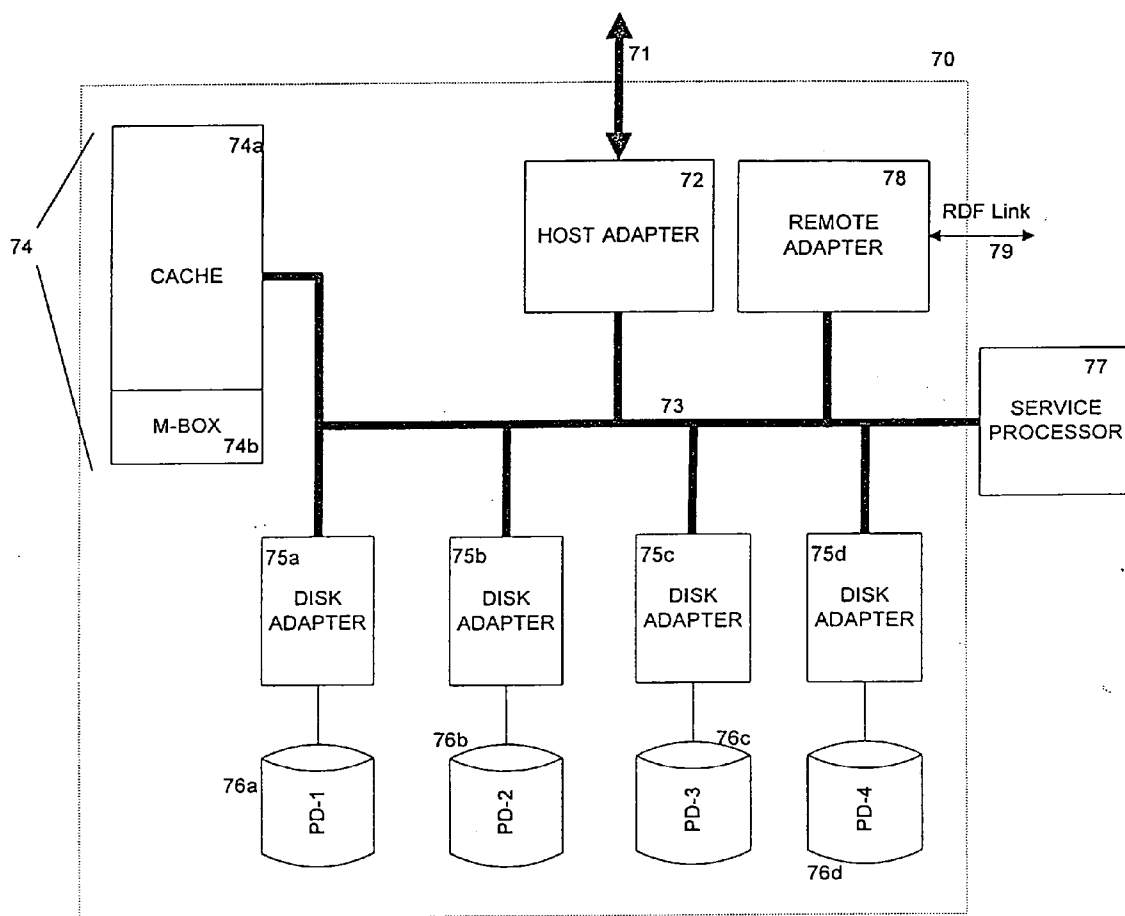 71
70
74a
72
78
HOST ADAPTER
REMOTE
ADAPTER
RDF Link
79
74
CACHE
77
SERVICE
PROCESSOR
73
M-BOX
74b
75a
DISK
ADAPTER
75b
DISK
ADAPTER
75c
DISK
ADAPTER
75d
DISK
ADAPTER
76a
PD-1
76b
PD-2
76c
PD-3
PD-4
76d